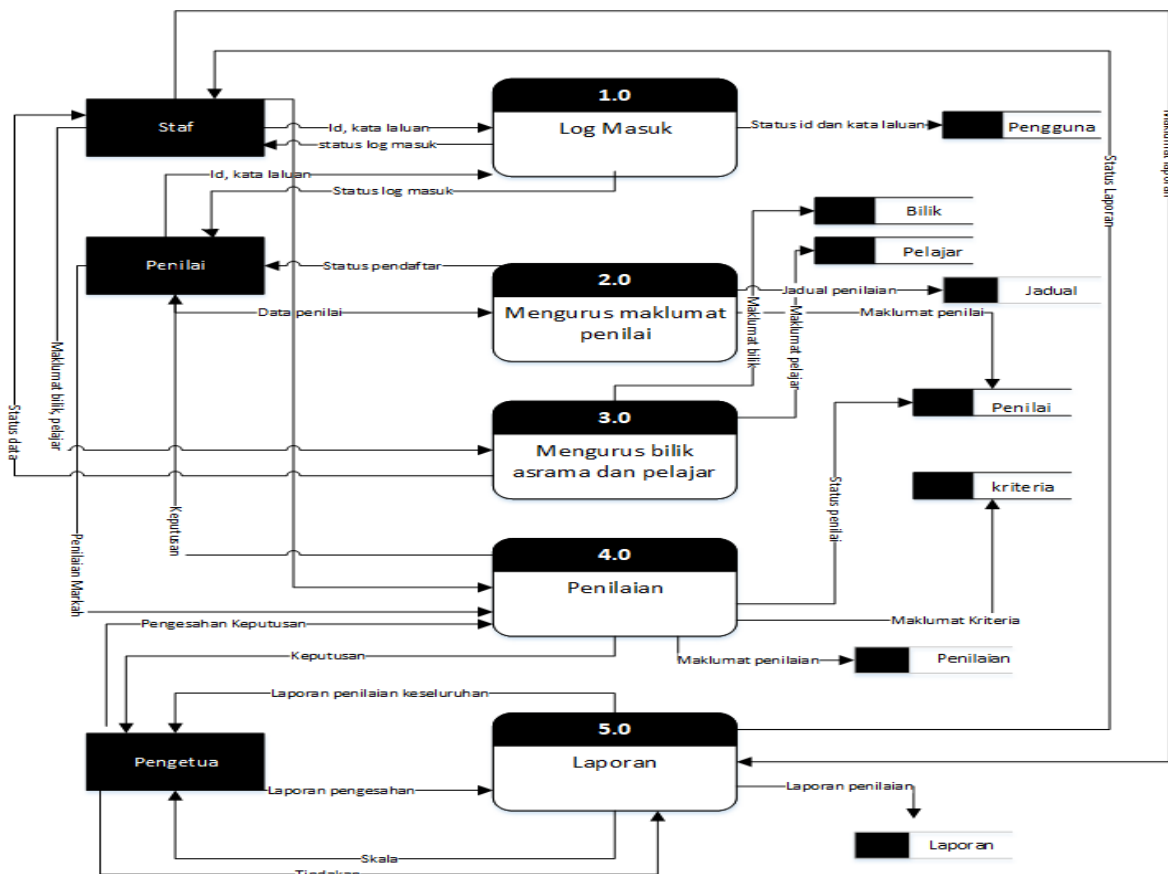 1.0
Staf
Id, kata laluan
Log Masuk
Status id dan kata laluan
Pengguna
status log masuk
Id, kata laluan
Status log masuk
Status Laporan
Maklumat laporan
Bilik
Penilai
Status pendaftar
Pelajar
2.0
Jadual penilaian
Jadual
Data penilai
Mengurus maklumat
penilai
Maklumat penilai
Maklumat bilik
Maklumat pelajar
Maklumat bilik, pelajar
Status data
3.0
Penilai
Mengurus bilik
asrama dan pelajar
kriteria
Status penilai
Keputusan
Penilaian Markah
4.0
Penilaian
Pengesahan Keputusan
Maklumat Kriteria
Keputusan
Maklumat penilaian
Penilaian
Laporan penilaian keseluruhan
5.0
Pengetua
Laporan
Laporan pengesahan
Laporan penilaian
Laporan
Skala
Tindakan